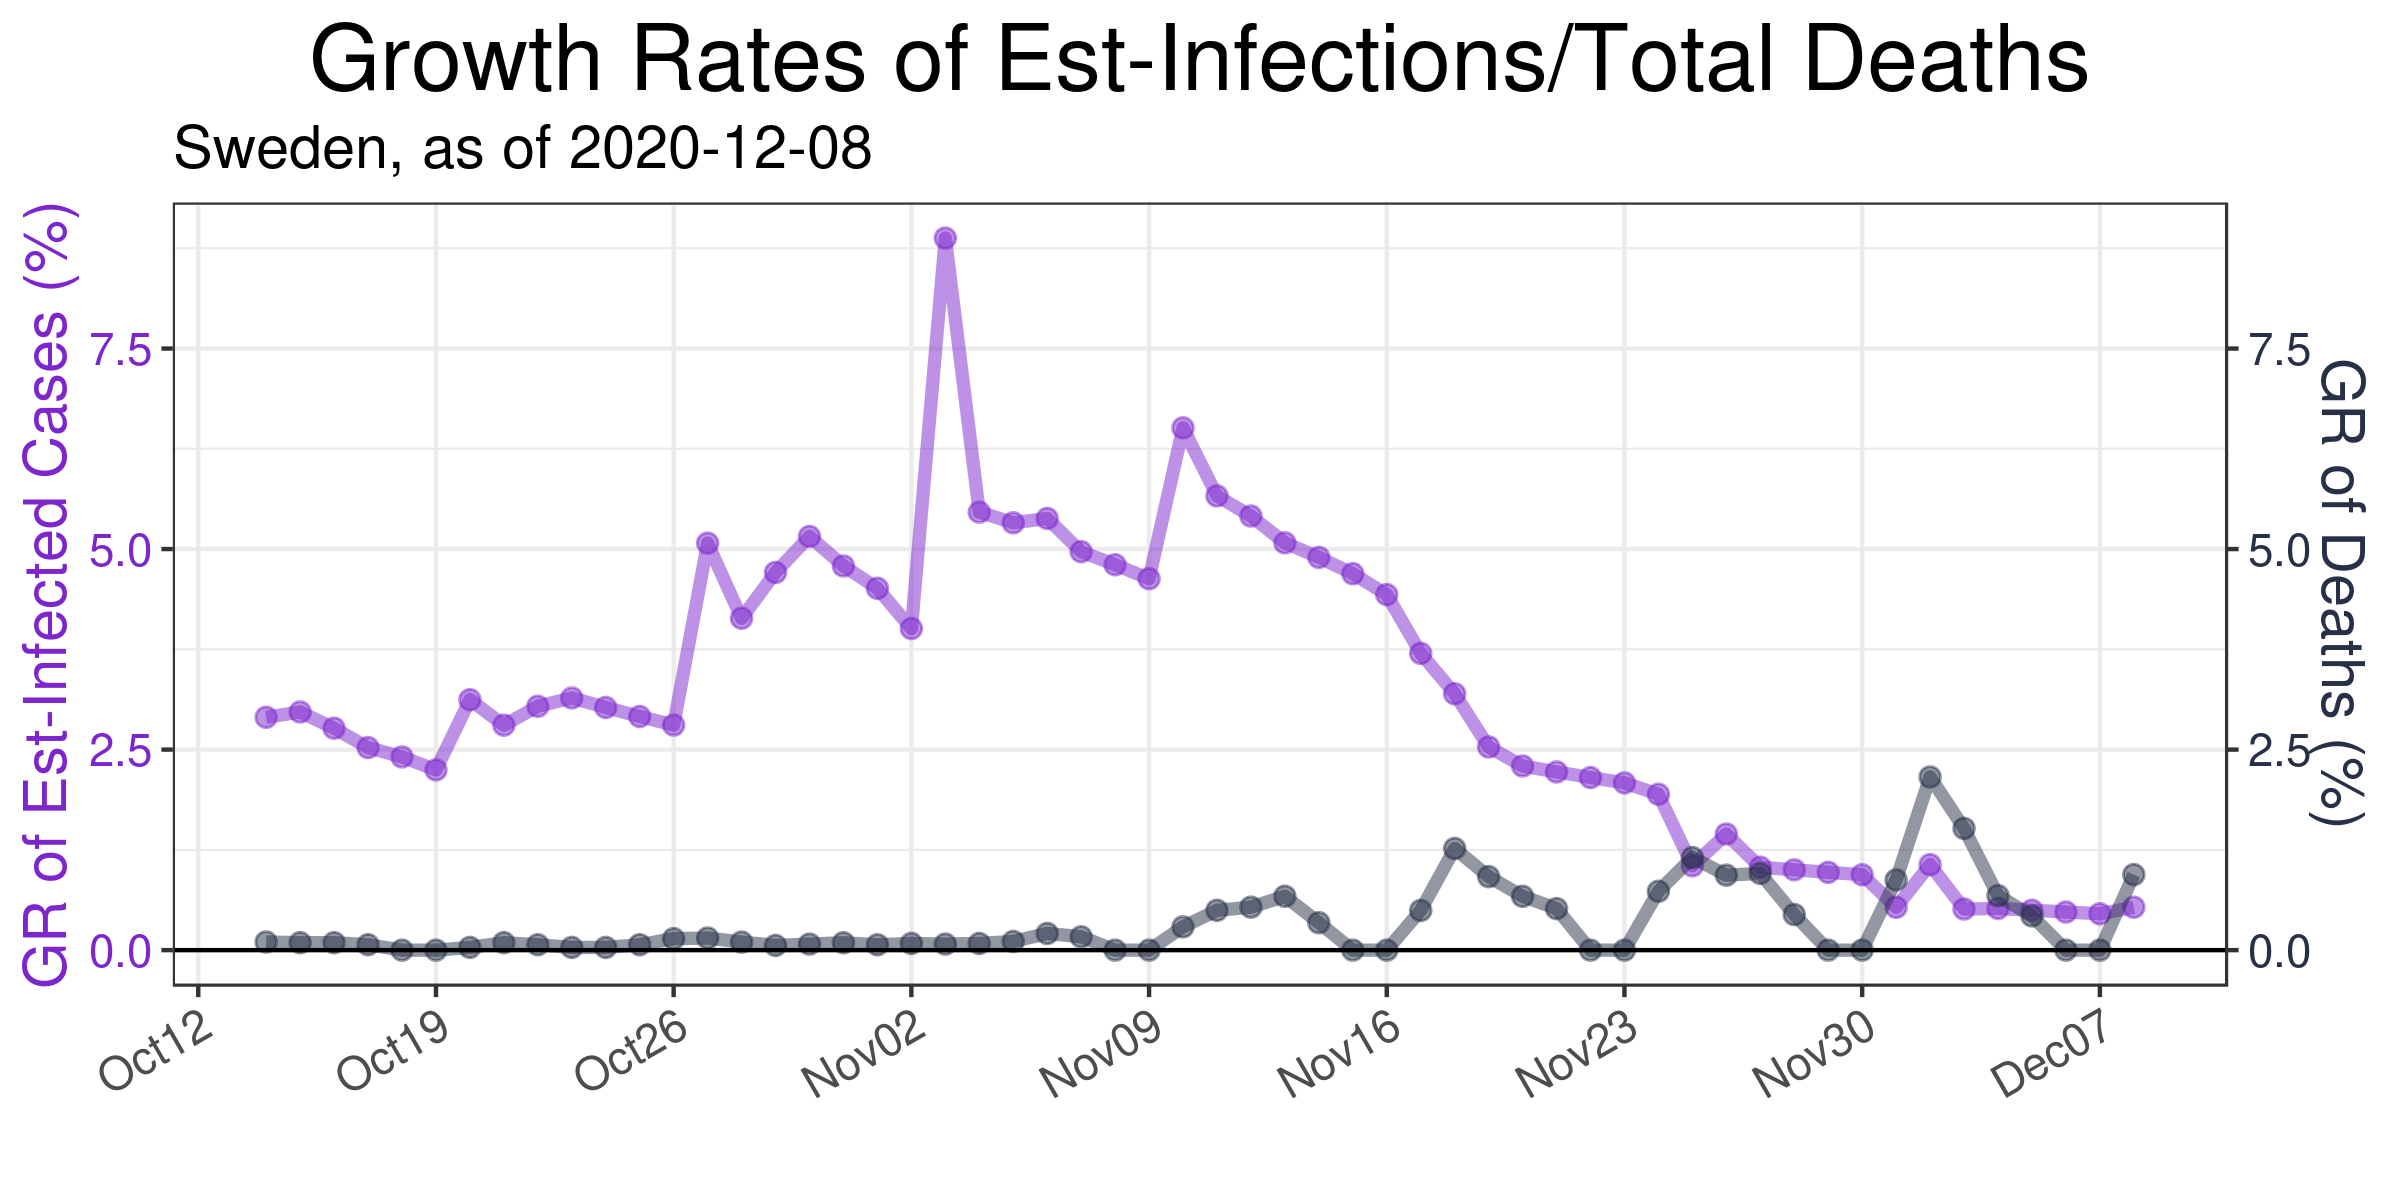 Growth Rates of Est-Infections/Total Deaths
Sweden, as of 2020-12-08
GR of Est-Infected Cases (%)
7.5
5.0
2.5
0.0
7.5
5.0
2.5
0.0
GR of Deaths (%)
Oct12
Oct19
Oct26
Nov02
Nov09
Nov16
Nov23
Nov30
Dec07